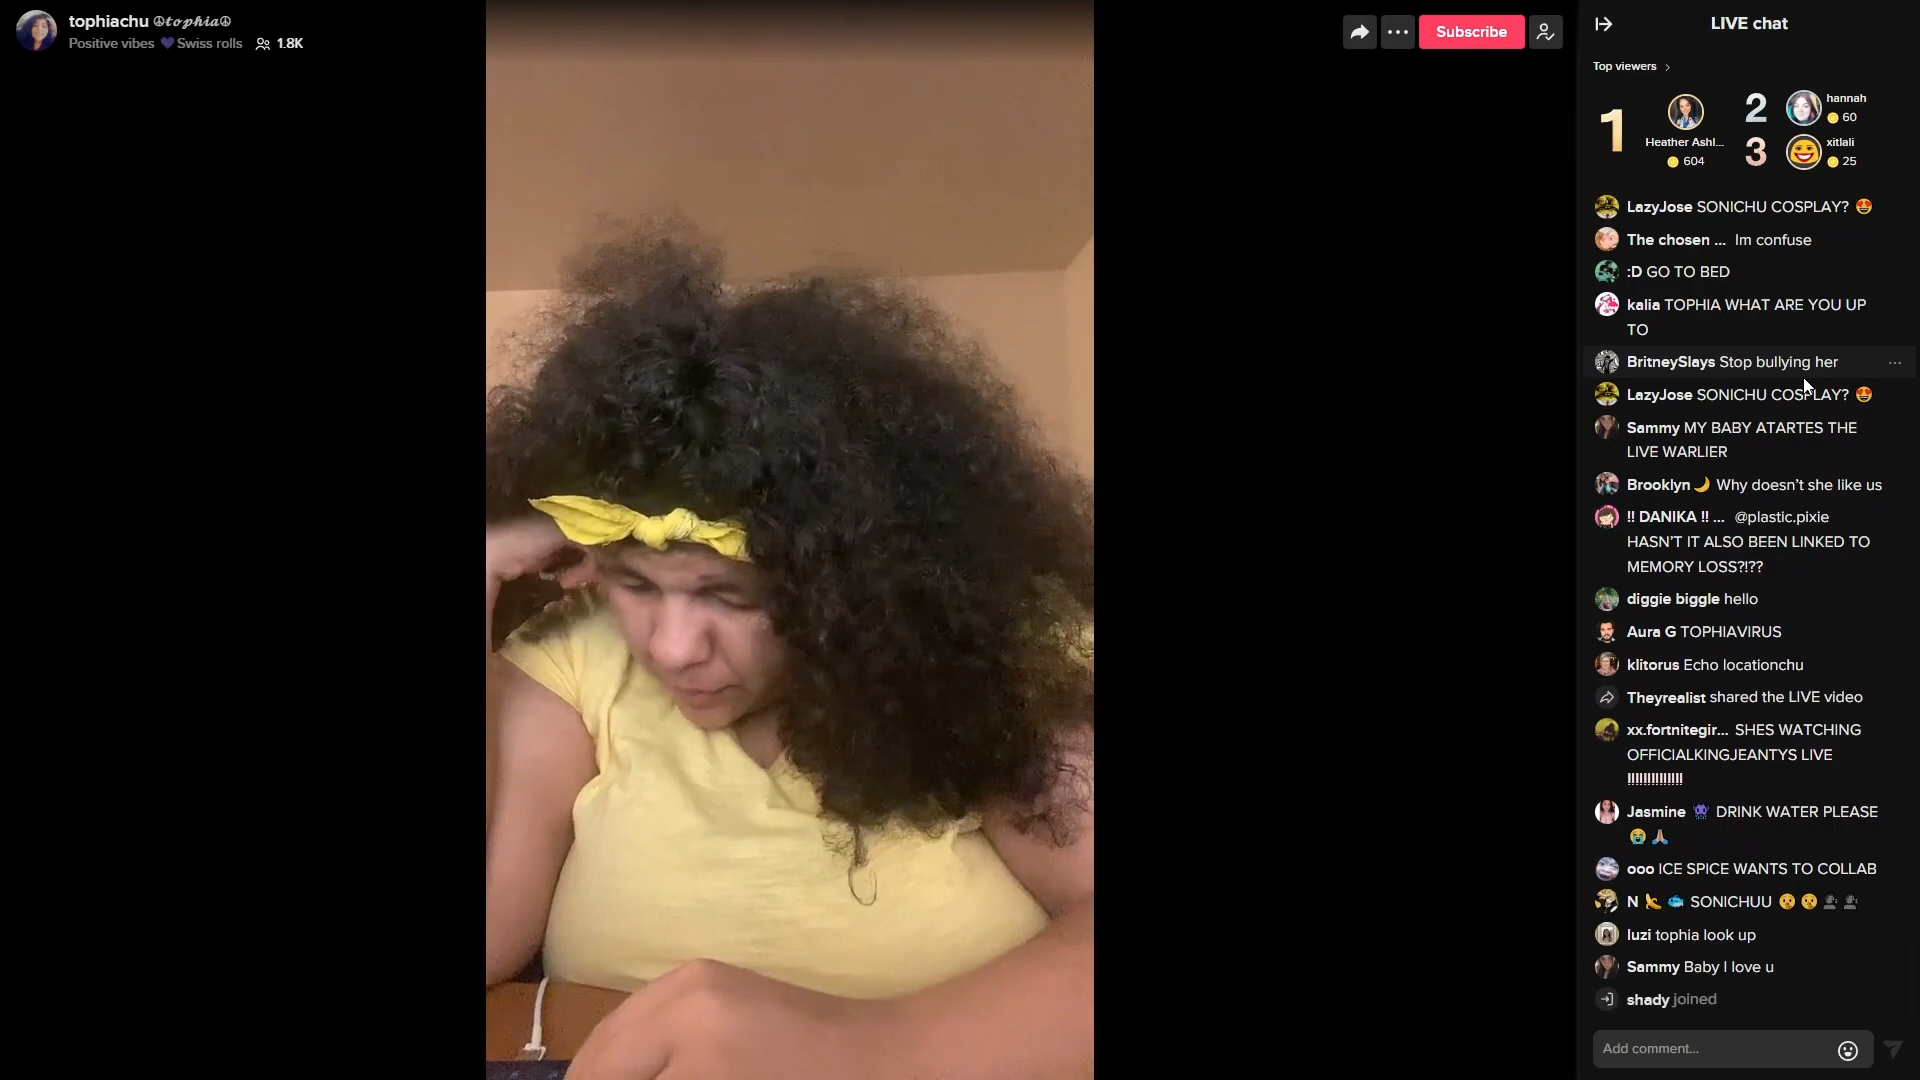 tophiachu ☮𝓽𝓸𝓹𝓱𝓲𝓪☮
Positive vibes 💜 Swiss rolls 1.8K
Subscribe
LIVE chat
Top viewers >
1
Heather Ashl...
604
2
hannah
60
3
xitlali
25
LazyJose SONICHU COSPLAY? 😍
The chosen ... Im confuse
:D GO TO BED
kalia TOPHIA WHAT ARE YOU UP
TO
BritneySlays Stop bullying her
LazyJose SONICHU COSPLAY? 😍
Sammy MY BABY ATARTES THE
LIVE WARLIER
Brooklyn 🌙 Why doesn't she like us
!! DANIKA !! ... @plastic.pixie
HASN'T IT ALSO BEEN LINKED TO
MEMORY LOSS?!??
diggie biggle hello
Aura G TOPHIAVIRUS
klitorus Echo locationchu
Theyrealist shared the LIVE video
xx.fortnitegir... SHES WATCHING
OFFICIALKINGJEANTYS LIVE
!!!!!!!!!!!!!!
Jasmine 👾 DRINK WATER PLEASE
😭 🙏🏽
ooo ICE SPICE WANTS TO COLLAB
N 🍌 🐟 SONICHUU 🤫 🤫 🗣 🗣
luzi tophia look up
Sammy Baby I love u
shady joined
Add comment...